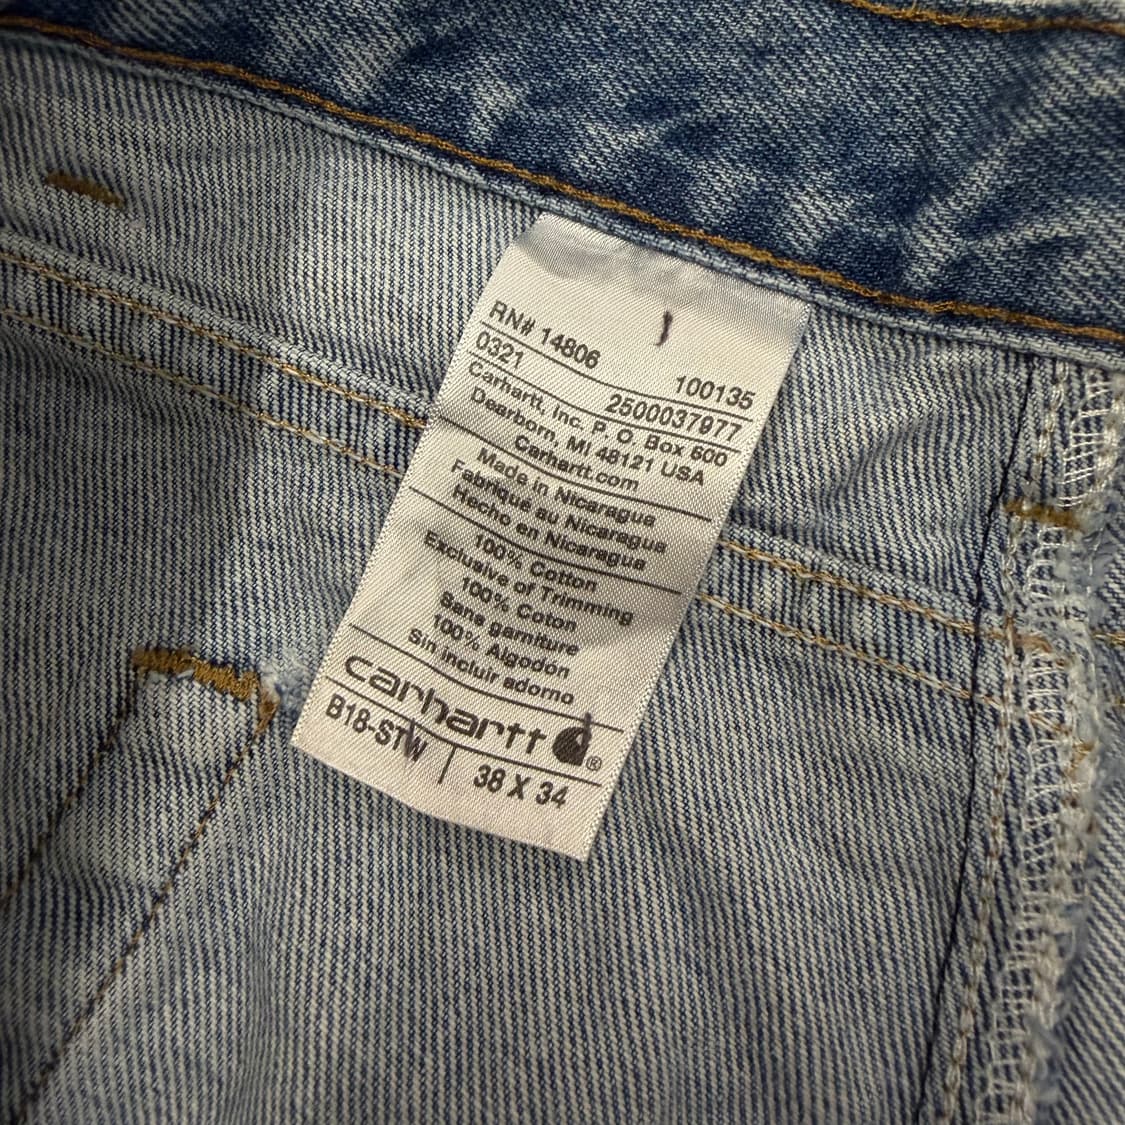 RN# 14806 100135
0321 2500037977
Carhartt, Inc. P. O. Box 600
Dearborn, MI 48121 USA
Carhartt.com
Made in Nicaragua
Fabriqué au Nicaragua
Hecho en Nicaragua
100% Cotton
Exclusive of Trimming
100% Coton
Sans garniture
100% Algodón
Sin incluir adorno
carhartt ®
B18-STW | 38 X 34